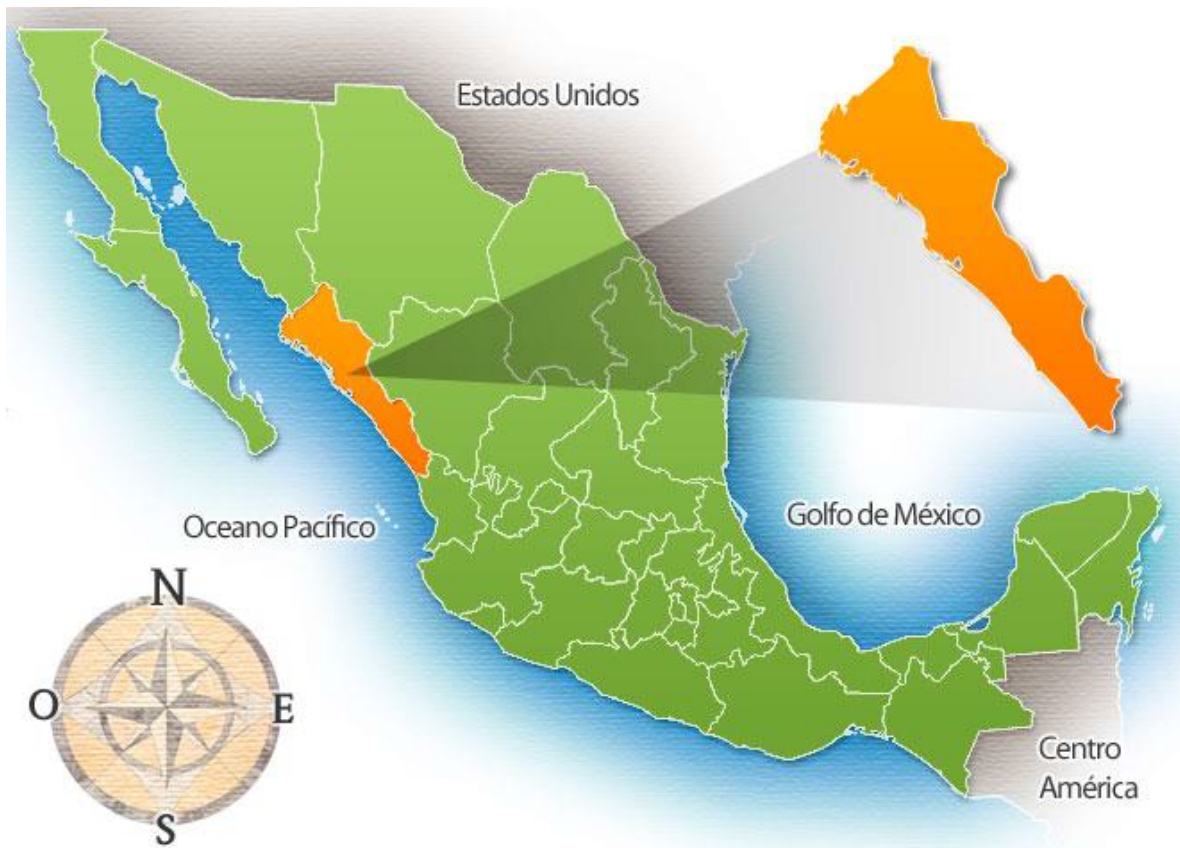 Estados Unidos
Oceano Pacífico
Golfo de México
N
O
E
S
Centro
América